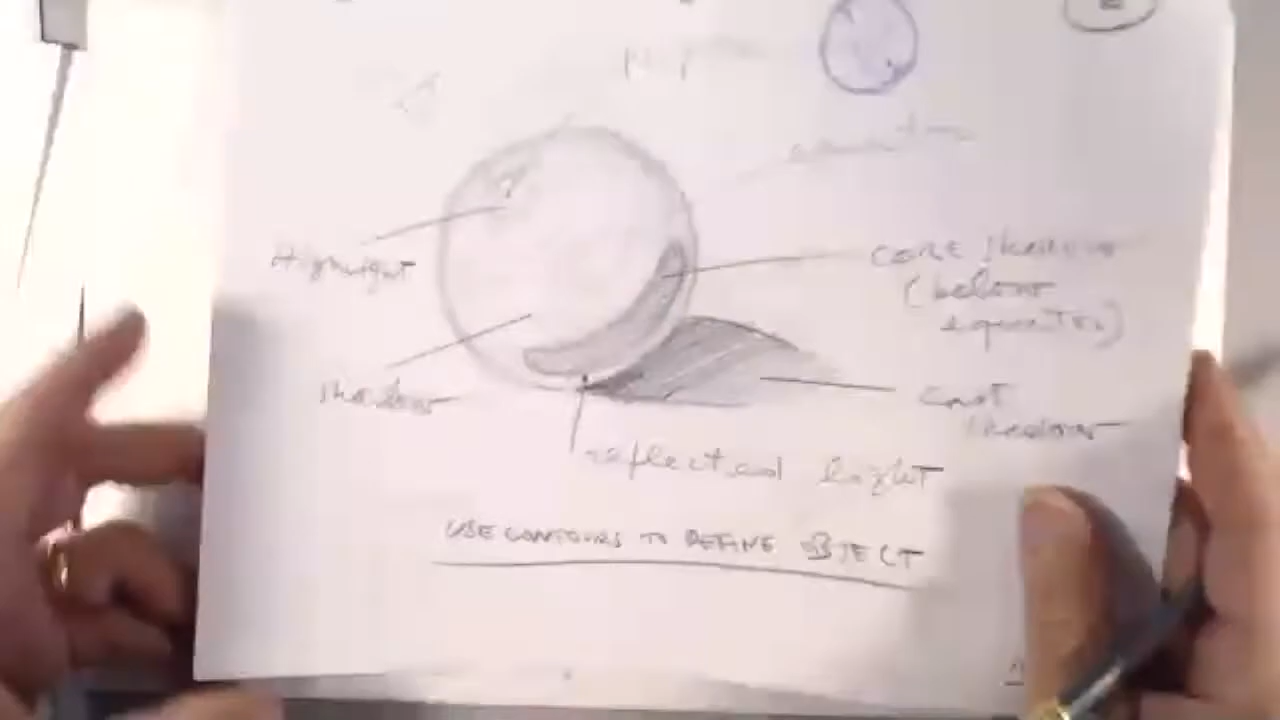 Highlight
CORE shadow
(below
equator)
shadow
cast
shadow
reflected light
USE CONTOURS TO DEFINE OBJECT